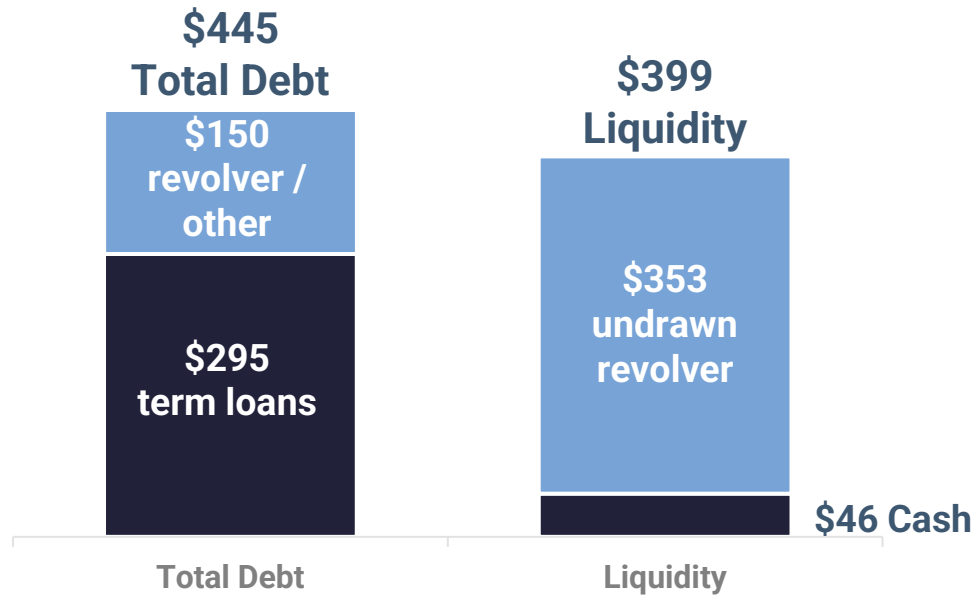 $445
Total Debt
$150
revolver /
other
$295
term loans
$399
Liquidity
$353
undrawn
revolver
$46 Cash
Total Debt
Liquidity